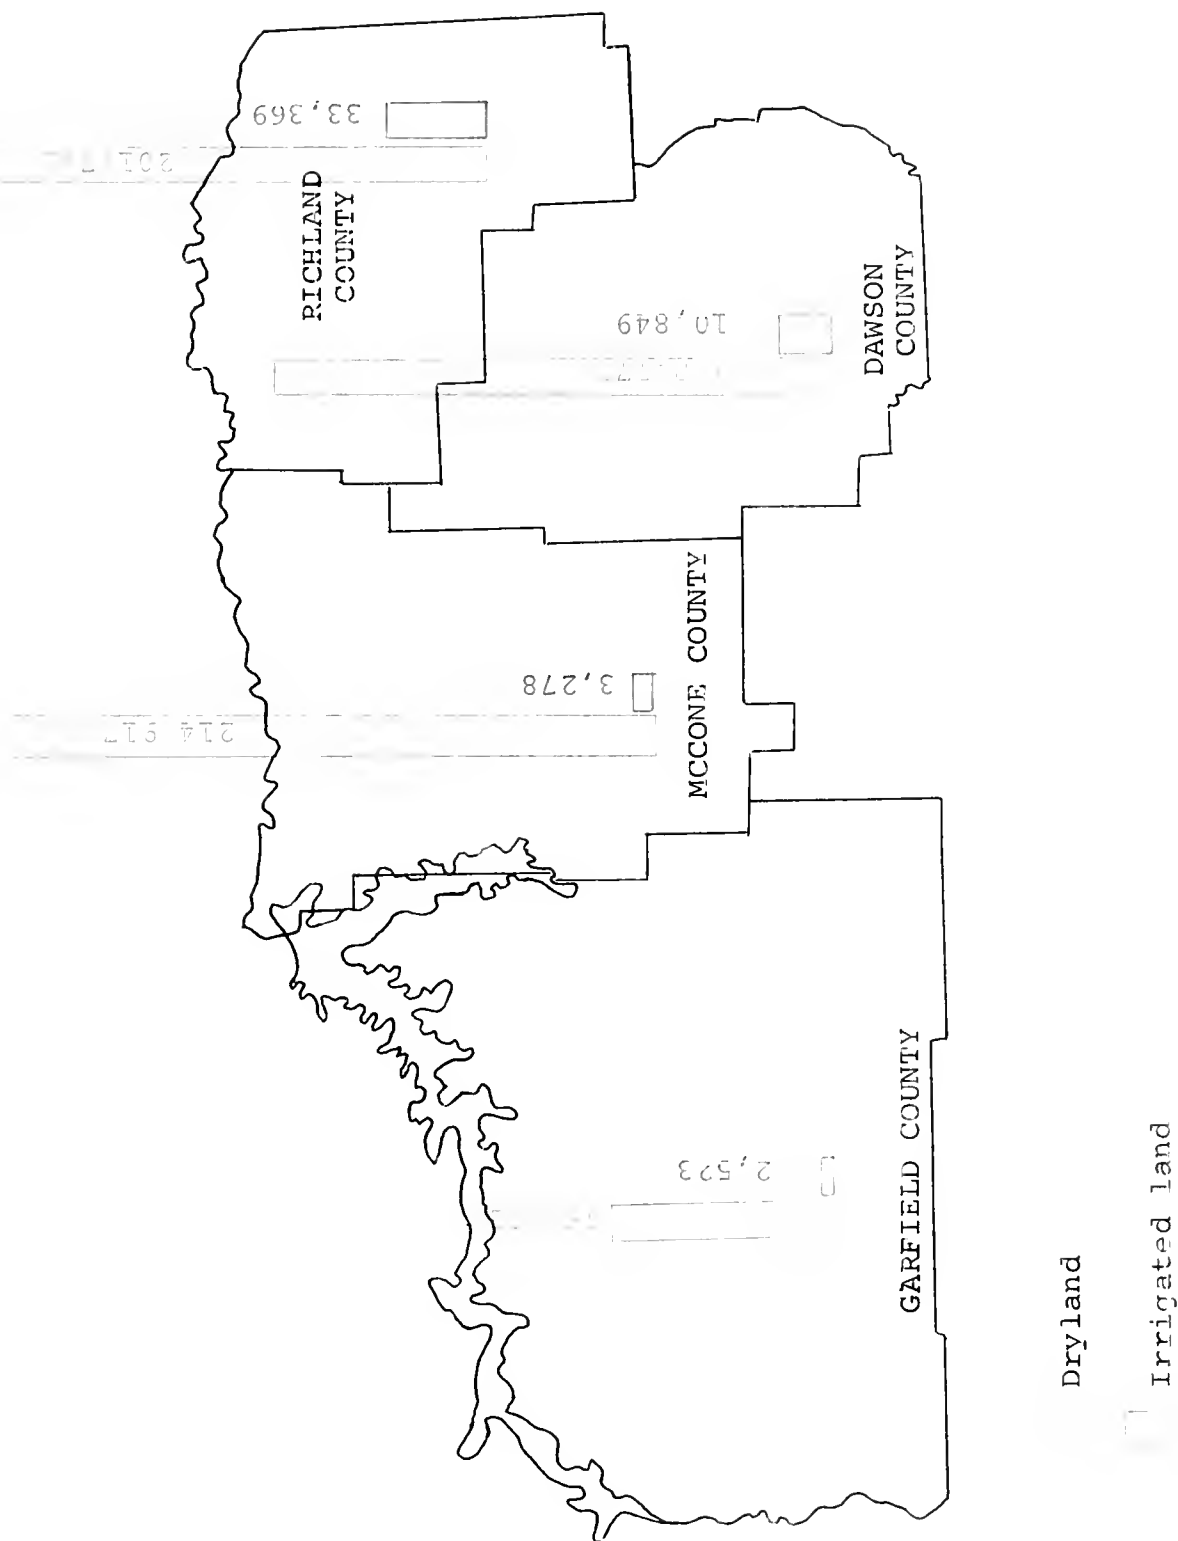 33,369
RICHLAND
COUNTY
10,849
DAWSON
COUNTY
3,278
MCCONE COUNTY
2,523
GARFIELD COUNTY
Dryland
Irrigated land